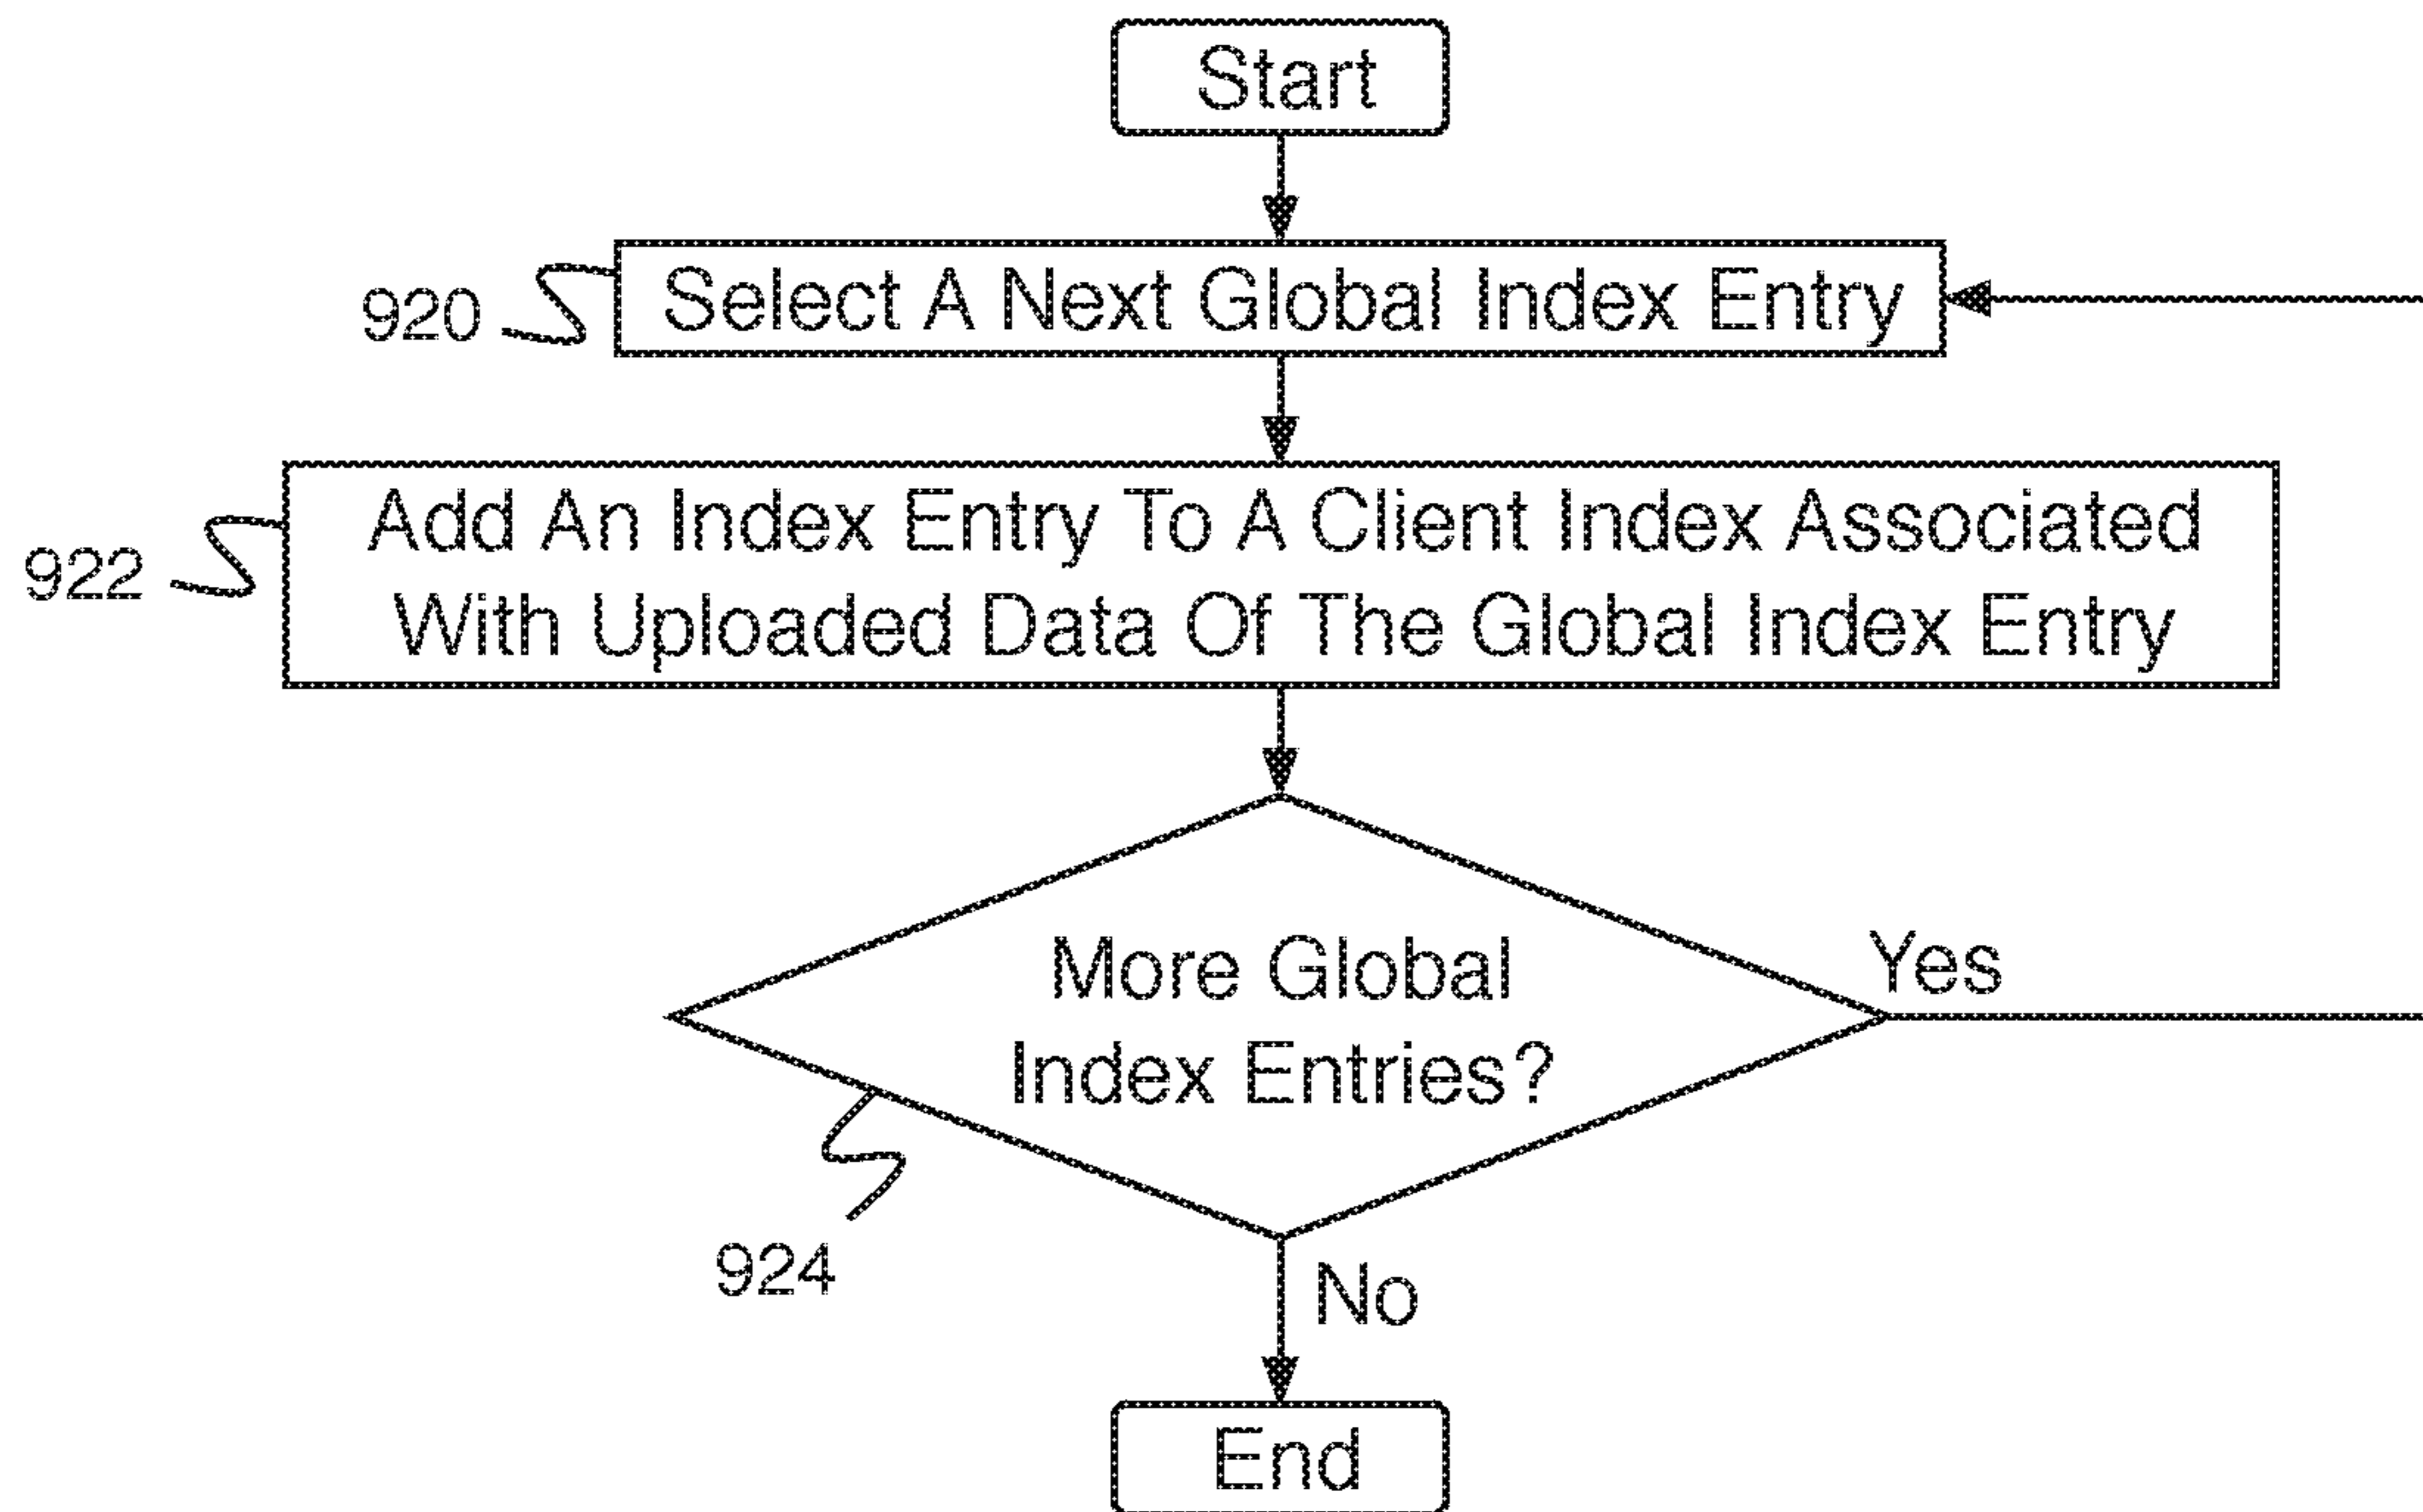 Start
920
Select A Next Global Index Entry
922
Add An Index Entry To A Client Index Associated
With Uploaded Data Of The Global Index Entry
More Global
Index Entries?
Yes
924
No
End